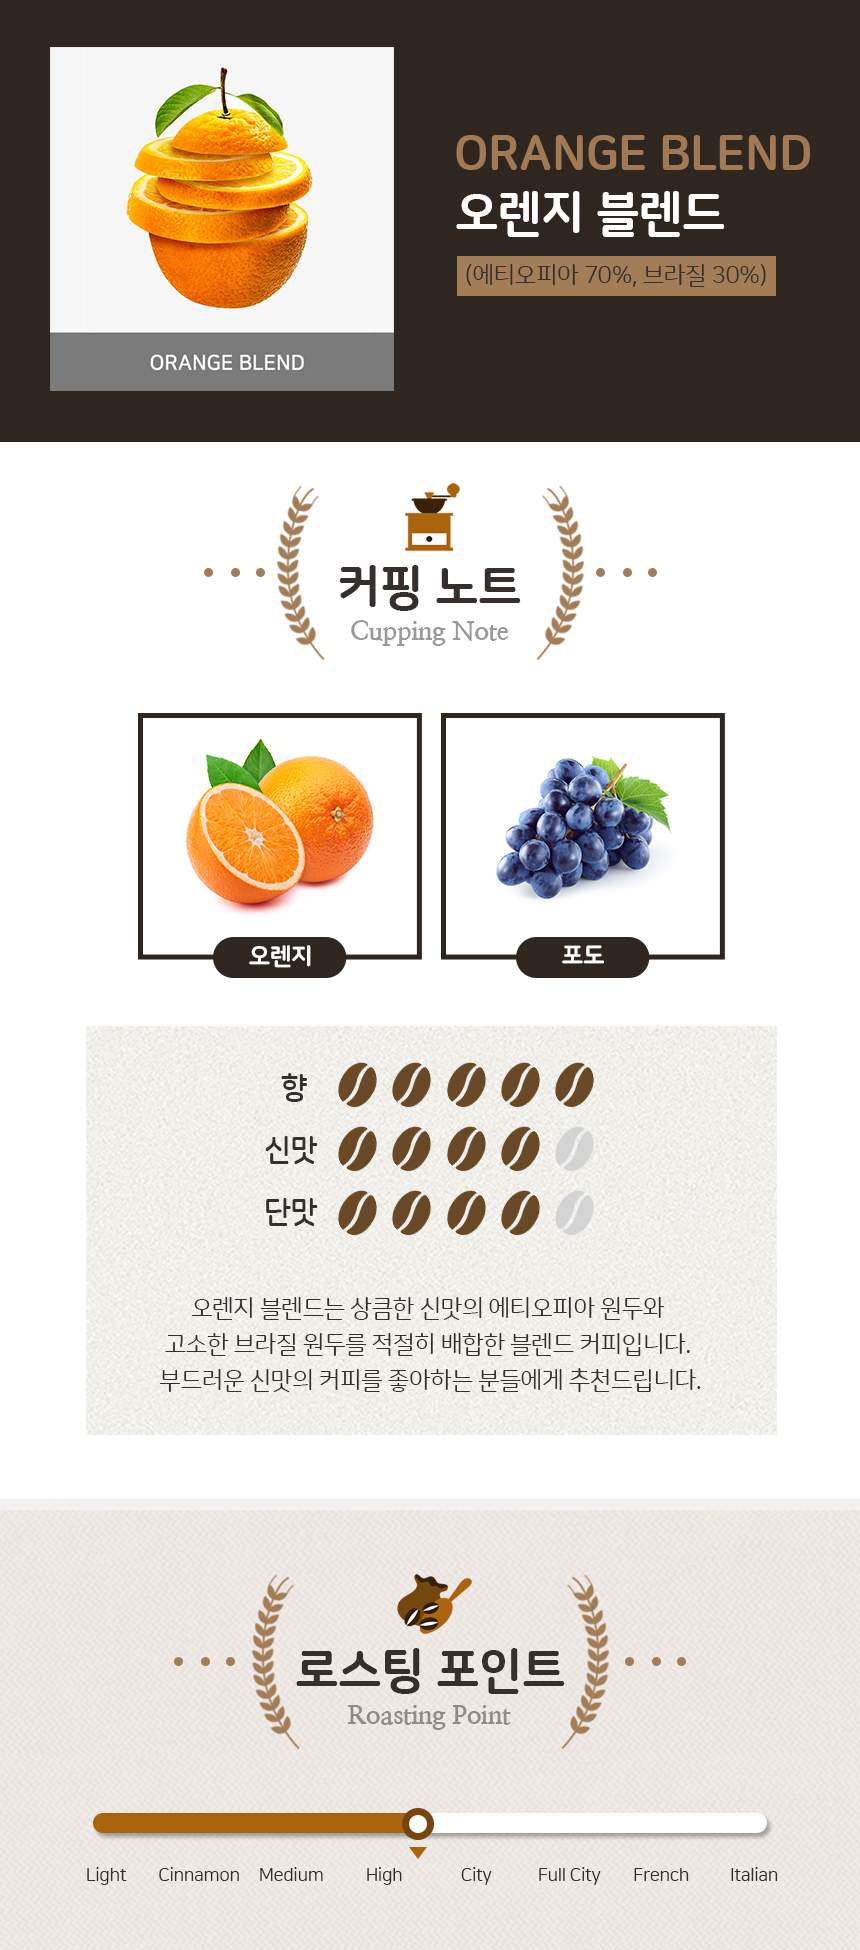 ORANGE BLEND
오렌지 블렌드
(에티오피아 70%, 브라질 30%)
ORANGE BLEND
커핑 노트
Cupping Note
오렌지
포도
향
신맛
단맛
오렌지 블렌드는 상큼한 신맛의 에티오피아 원두와
고소한 브라질 원두를 적절히 배합한 블렌드 커피입니다.
부드러운 신맛의 커피를 좋아하는 분들에게 추천드립니다.
로스팅 포인트
Roasting Point
Light Cinnamon Medium High City Full City French Italian